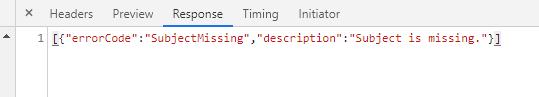 × Headers Preview Response Timing Initiator
1 [{"errorCode":"SubjectMissing","description":"Subject is missing."}]